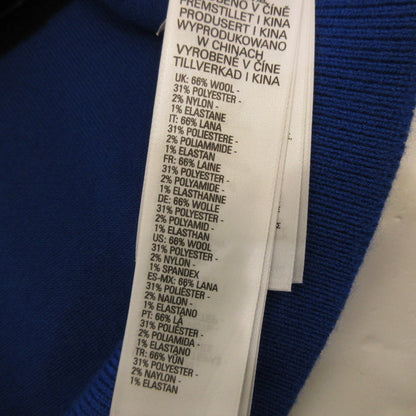 VYROBENO V ČÍNĚ
FREMSTILLET I KINA
PRODUSERT I KINA
WYPRODUKOWANO
W CHINACH
VYROBENÉ V ČÍNE
TILLVERKAD I KINA
UK: 66% WOOL -
31% POLYESTER -
2% NYLON -
1% ELASTANE
IT: 66% LANA
31% POLIESTERE -
2% POLIAMMIDE -
1% ELASTAN
FR: 66% LAINE
31% POLYESTER -
2% POLYAMIDE -
1% ELASTHANNE
DE: 66% WOLLE
31% POLYESTER -
2% POLYAMID -
1% ELASTHAN
US: 66% WOOL
31% POLYESTER -
2% NYLON -
1% SPANDEX
ES-MX: 66% LANA
31% POLIÉSTER -
2% NAILON -
1% ELASTANO
PT: 66% LÃ
31% POLIÉSTER -
2% POLIAMIDA -
1% ELASTANO
TR: 66% YÜN
31% POLYESTER -
2% NAYLON -
1% ELASTAN